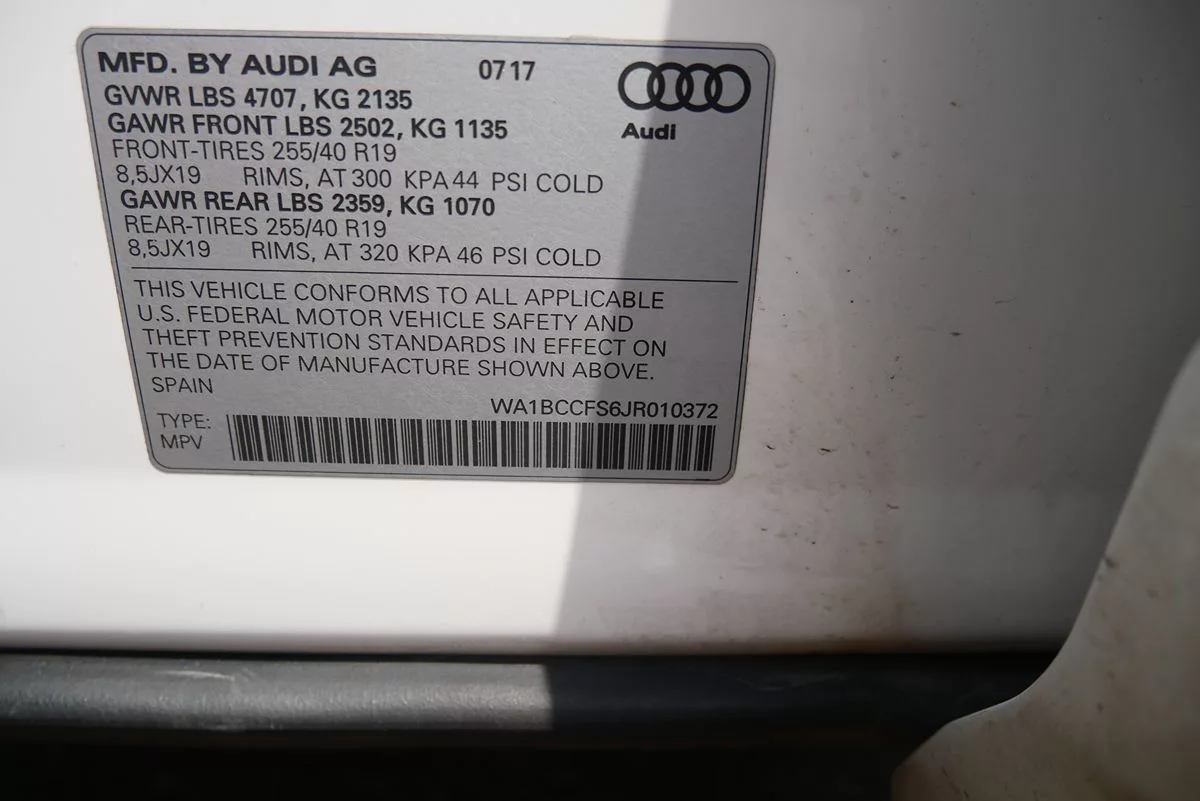 MFD. BY AUDI AG 0717
GVWR LBS 4707, KG 2135
GAWR FRONT LBS 2502, KG 1135
Audi
FRONT-TIRES 255/40 R19
8,5JX19 RIMS, AT 300 KPA 44 PSI COLD
GAWR REAR LBS 2359, KG 1070
REAR-TIRES 255/40 R19
8,5JX19 RIMS, AT 320 KPA 46 PSI COLD
THIS VEHICLE CONFORMS TO ALL APPLICABLE
U.S. FEDERAL MOTOR VEHICLE SAFETY AND
THEFT PREVENTION STANDARDS IN EFFECT ON
THE DATE OF MANUFACTURE SHOWN ABOVE.
SPAIN
WA1BCCFS6JR010372
TYPE:
MPV